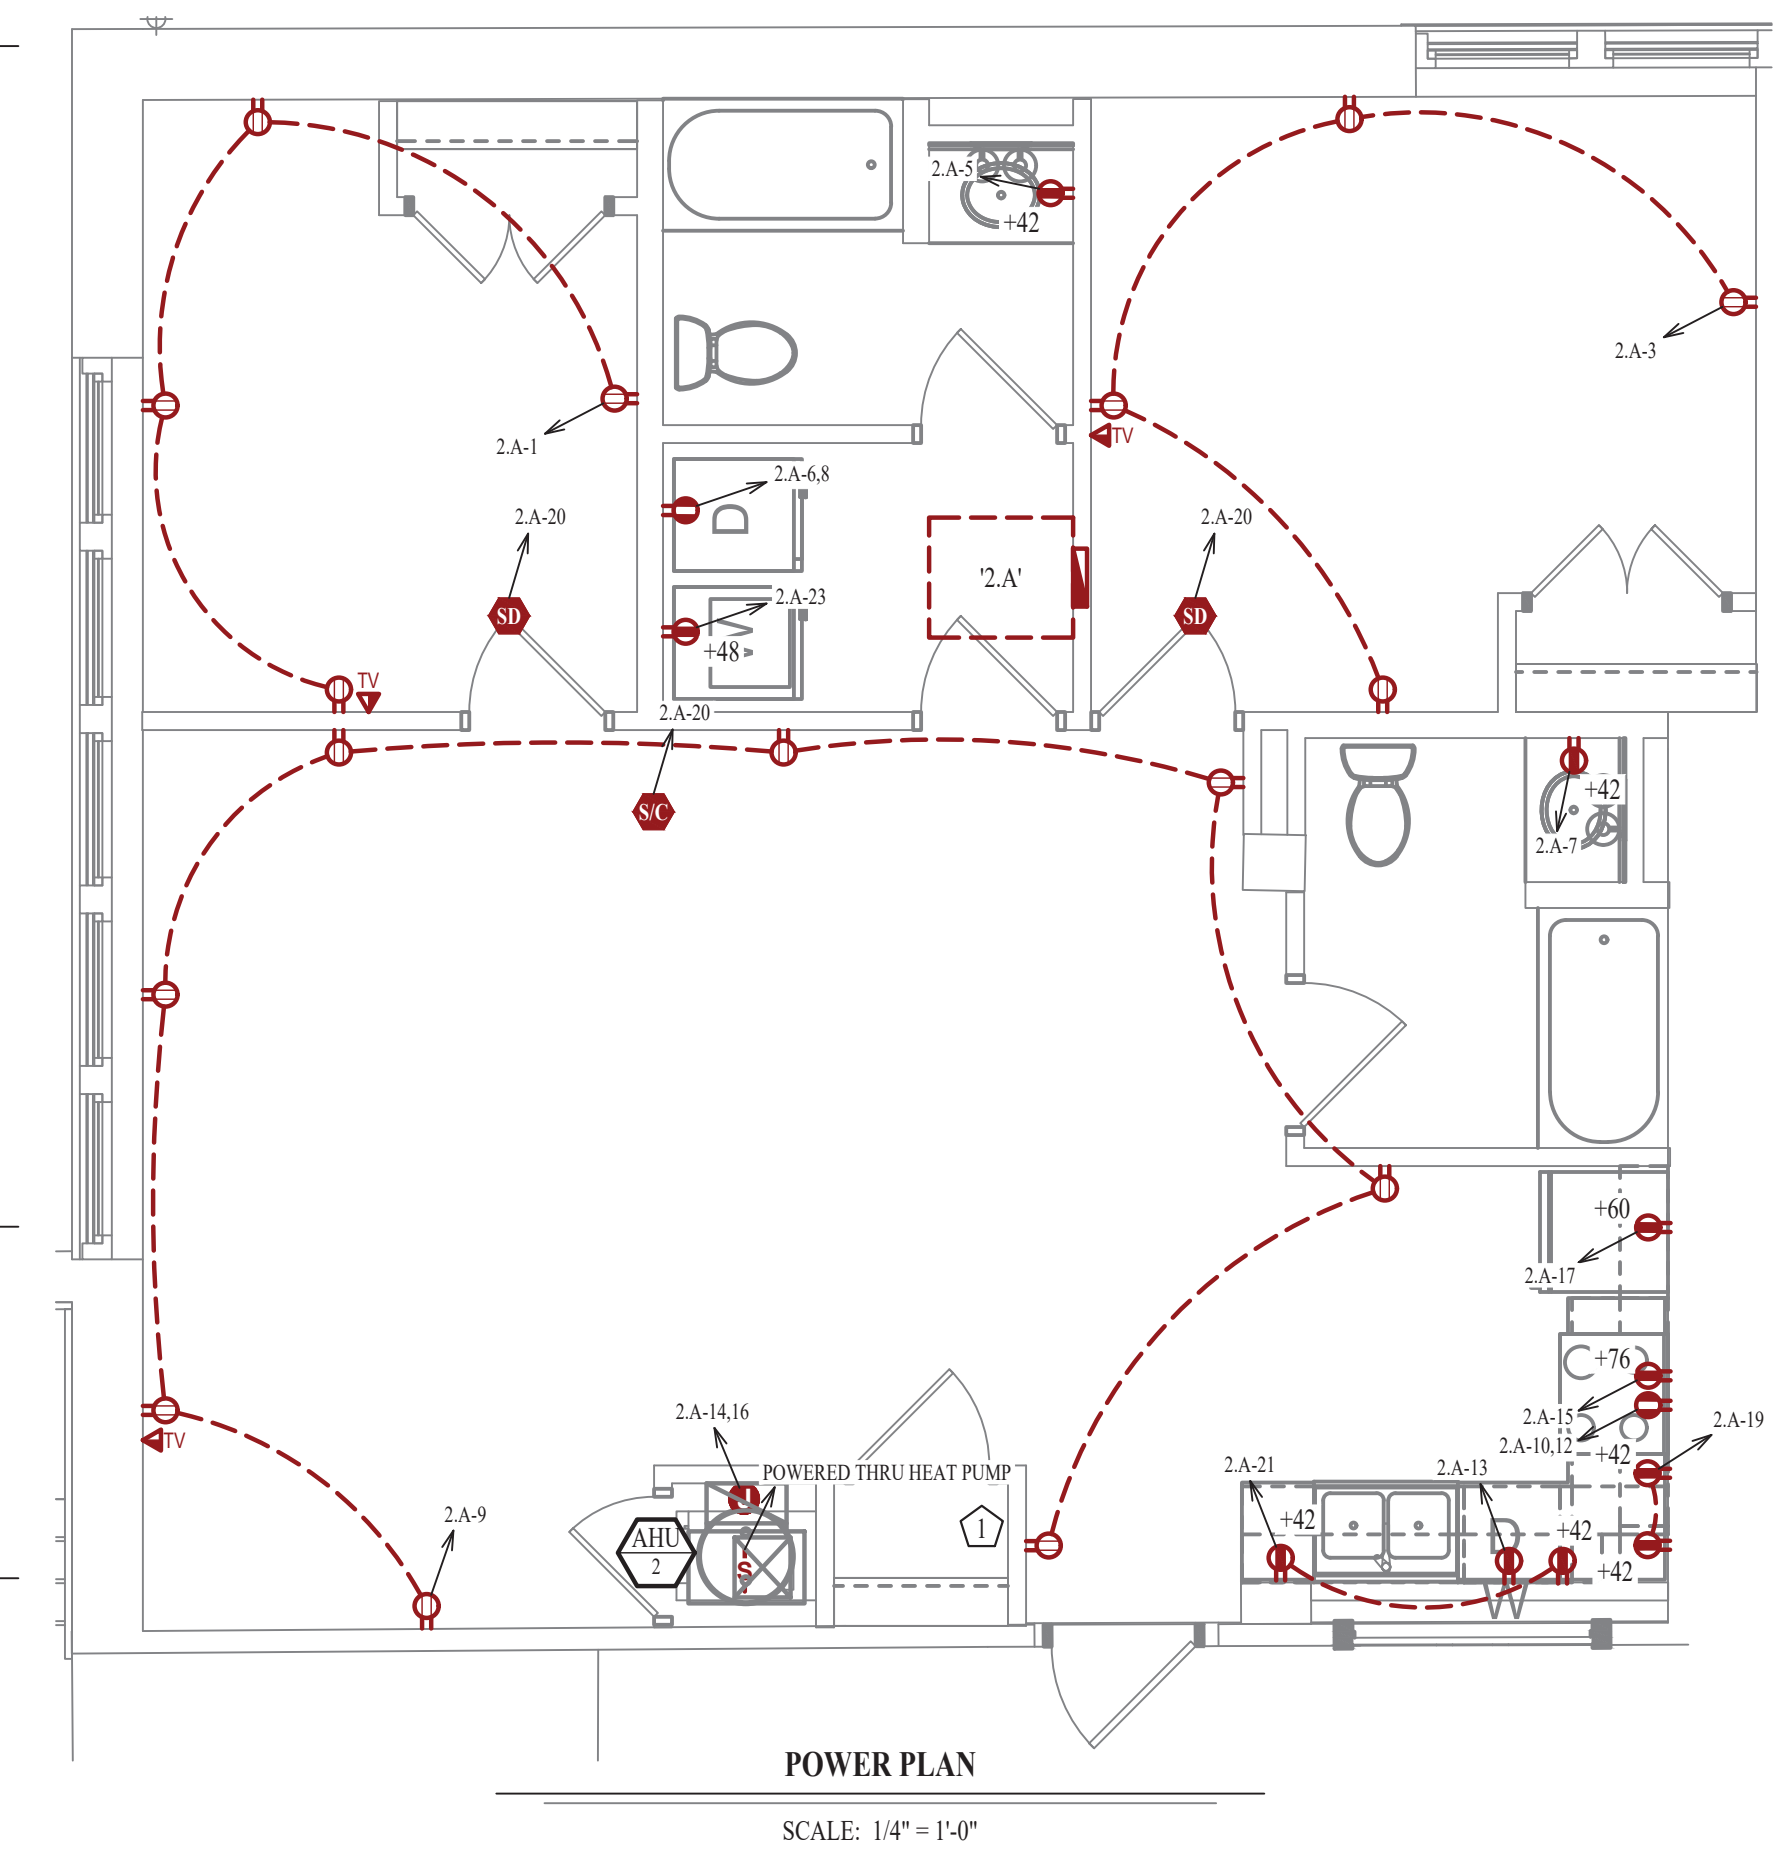 2.A-5
+42
2.A-3
2.A-1
TV
2.A-6,8
D
2.A-20
2.A-20
'2.A'
2.A-23
SD
SD
W
+48
TV
2.A-20
+42
S/C
2.A-7
+60
2.A-17
+76
2.A-14,16
2.A-15
2.A-19
TV
2.A-10,12
+42
2.A-21
2.A-13
POWERED THRU HEAT PUMP
2.A-9
J
+42
1
+42
AHU
2
S
D
+42
W
POWER PLAN
SCALE: 1/4" = 1'-0"